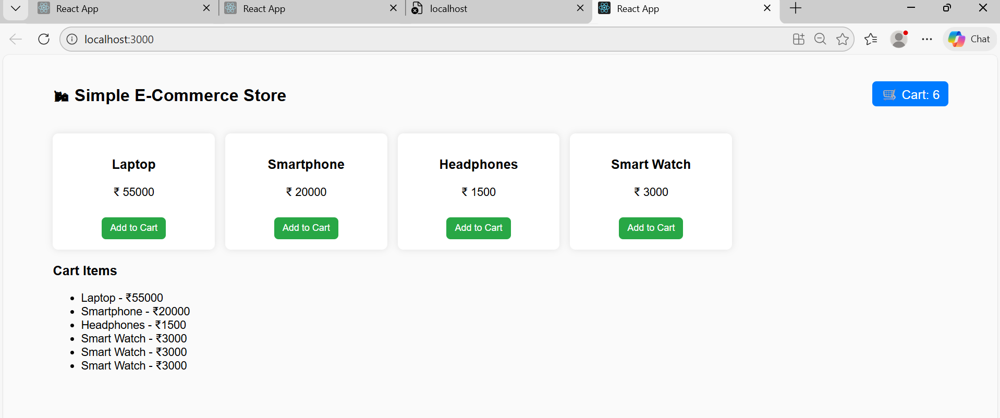 React App
React App
localhost
React App
localhost:3000
Chat
Simple E-Commerce Store
Cart: 6
Laptop
₹ 55000
Add to Cart
Smartphone
₹ 20000
Add to Cart
Headphones
₹ 1500
Add to Cart
Smart Watch
₹ 3000
Add to Cart
Cart Items
Laptop - ₹55000
Smartphone - ₹20000
Headphones - ₹1500
Smart Watch - ₹3000
Smart Watch - ₹3000
Smart Watch - ₹3000